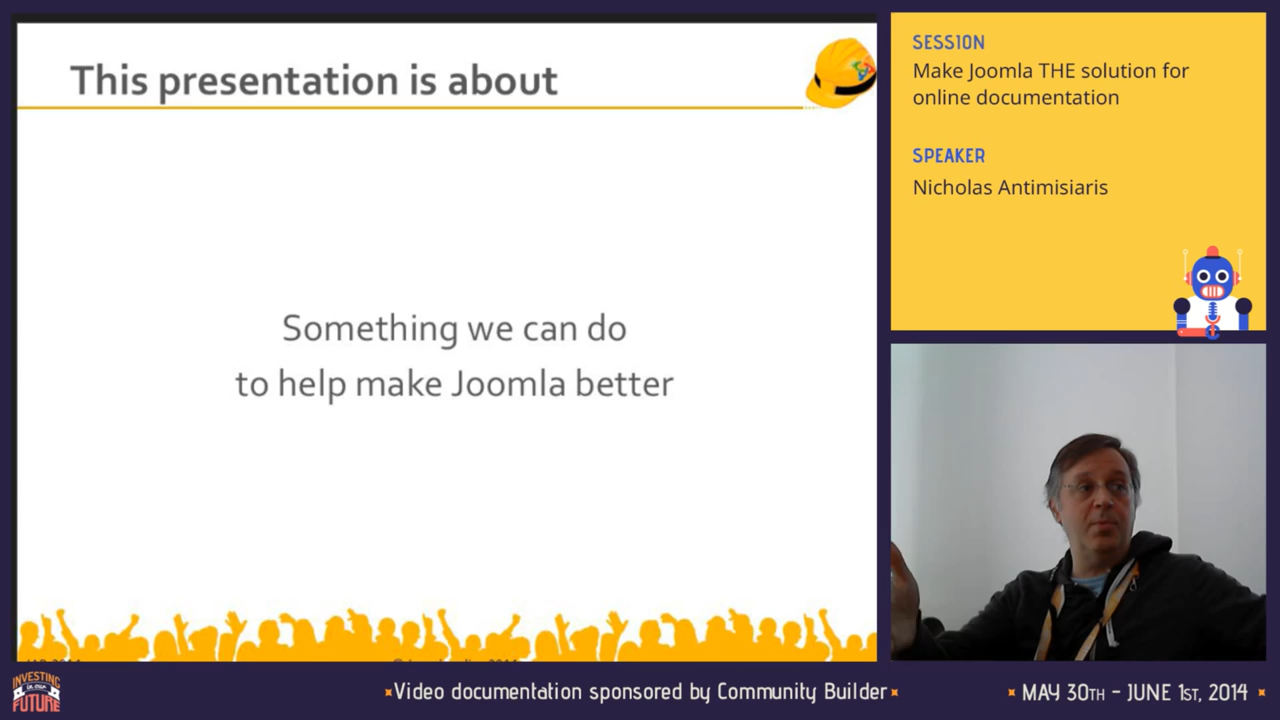 This presentation is about
Something we can do
to help make Joomla better
SESSION
Make Joomla THE solution for
online documentation
SPEAKER
Nicholas Antimisiaris
INVESTING
IN OUR
FUTURE
Video documentation sponsored by Community Builder
MAY 30TH - JUNE 1ST, 2014